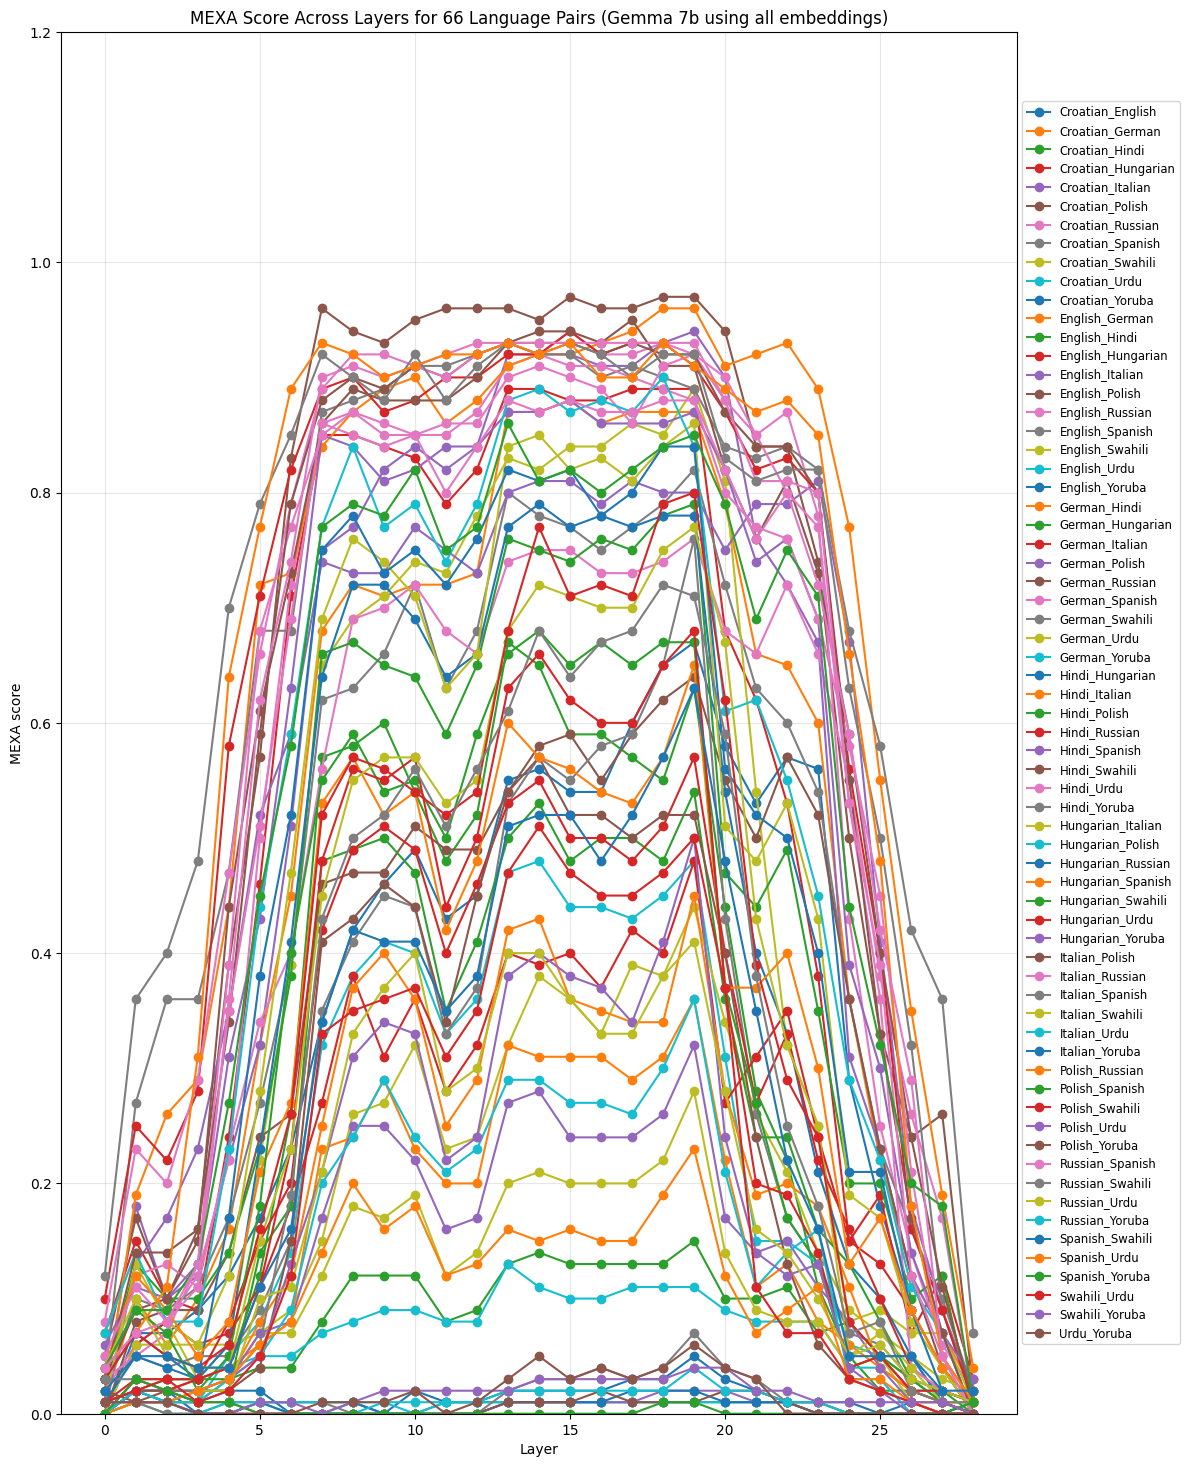 MEXA Score Across Layers for 66 Language Pairs (Gemma 7b using all embeddings)
1.2
1.0
0.8
0.6
0.4
0.2
0.0
MEXA score
0
5
10
15
20
25
Layer
Croatian_English
Croatian_German
Croatian_Hindi
Croatian_Hungarian
Croatian_Italian
Croatian_Polish
Croatian_Russian
Croatian_Spanish
Croatian_Swahili
Croatian_Urdu
Croatian_Yoruba
English_German
English_Hindi
English_Hungarian
English_Italian
English_Polish
English_Russian
English_Spanish
English_Swahili
English_Urdu
English_Yoruba
German_Hindi
German_Hungarian
German_Italian
German_Polish
German_Russian
German_Spanish
German_Swahili
German_Urdu
German_Yoruba
Hindi_Hungarian
Hindi_Italian
Hindi_Polish
Hindi_Russian
Hindi_Spanish
Hindi_Swahili
Hindi_Urdu
Hindi_Yoruba
Hungarian_Italian
Hungarian_Polish
Hungarian_Russian
Hungarian_Spanish
Hungarian_Swahili
Hungarian_Urdu
Hungarian_Yoruba
Italian_Polish
Italian_Russian
Italian_Spanish
Italian_Swahili
Italian_Urdu
Italian_Yoruba
Polish_Russian
Polish_Spanish
Polish_Swahili
Polish_Urdu
Polish_Yoruba
Russian_Spanish
Russian_Swahili
Russian_Urdu
Russian_Yoruba
Spanish_Swahili
Spanish_Urdu
Spanish_Yoruba
Swahili_Urdu
Swahili_Yoruba
Urdu_Yoruba